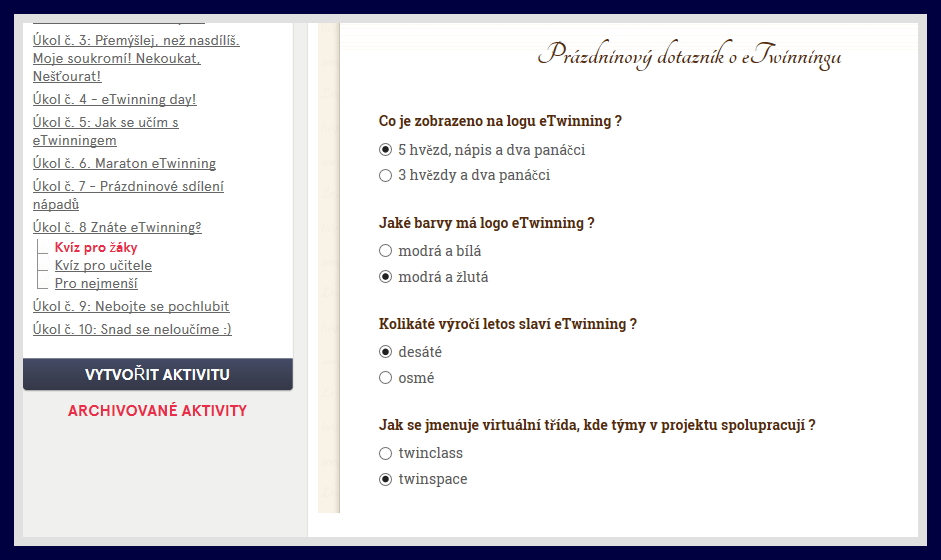 Úkol č. 3: Přemýšlej, než nasdílíš.
Moje soukromí! Nekoukat,
Nešťourat!
Úkol č. 4 - eTwinning day!
Úkol č. 5: Jak se učím s
eTwinningem
Úkol č. 6. Maraton eTwinning
Úkol č. 7 - Prázdninové sdílení
nápadů
Úkol č. 8 Znáte eTwinning?
Kvíz pro žáky
Kvíz pro učitele
Pro nejmenší
Úkol č. 9: Nebojte se pochlubit
Úkol č. 10: Snad se neloučíme :)
VYTVOŘIT AKTIVITU
ARCHIVOVANÉ AKTIVITY
Prázdninový dotazník o eTwinningu
Co je zobrazeno na logu eTwinning ?
5 hvězd, nápis a dva panáčci
3 hvězdy a dva panáčci
Jaké barvy má logo eTwinning ?
modrá a bílá
modrá a žlutá
Kolikáté výročí letos slaví eTwinning ?
desáté
osmé
Jak se jmenuje virtuální třída, kde týmy v projektu spolupracují ?
twinclass
twinspace